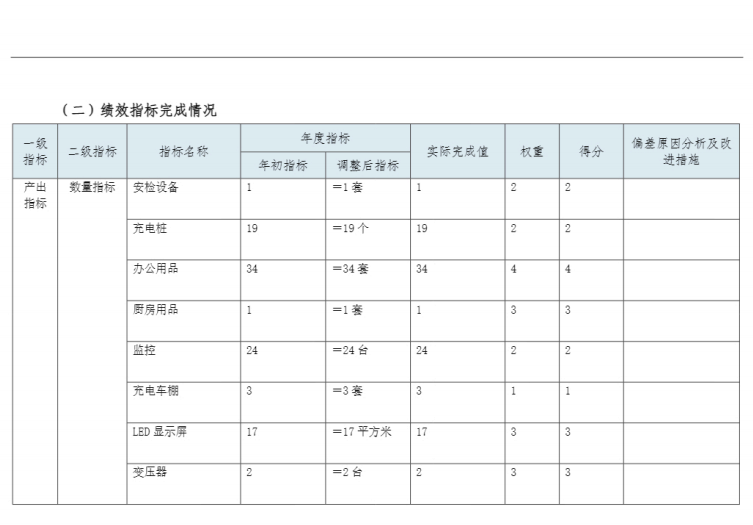 （二）绩效指标完成情况
一级指标 二级指标 指标名称 年度指标 实际完成值 权重 得分 偏差原因分析及改进措施
年初指标 调整后指标
产出指标 数量指标 安检设备 1 ＝1 套 1 2 2
充电桩 19 ＝19 个 19 2 2
办公用品 34 ＝34 套 34 4 4
厨房用品 1 ＝1 套 1 3 3
监控 24 ＝24 台 24 2 2
充电车棚 3 ＝3 套 3 1 1
LED 显示屏 17 ＝17 平方米 17 3 3
变压器 2 ＝2 台 2 3 3